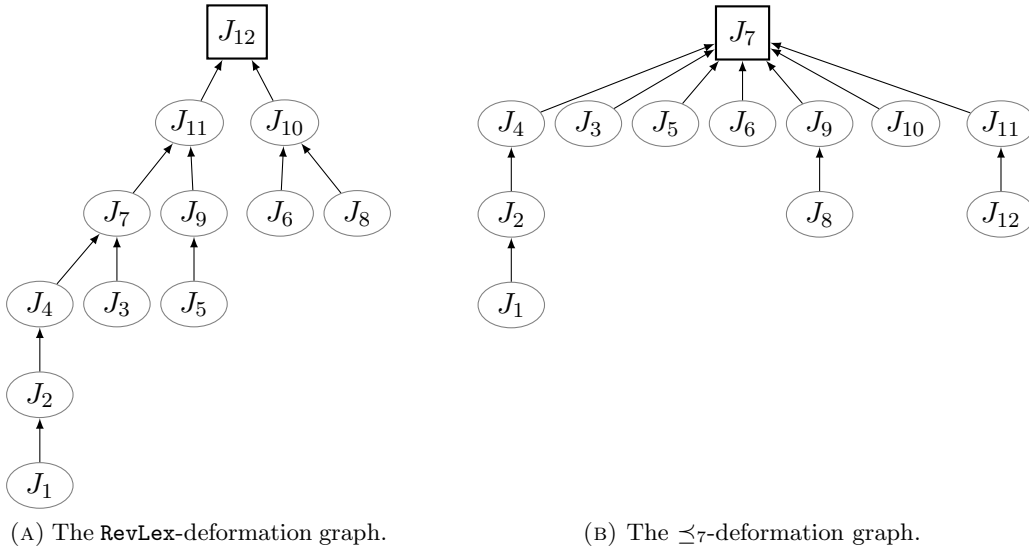 J12
J7
J11 J10
J4 J3 J5 J6 J9 J10 J11
J7 J9 J6 J8
J2 J8 J12
J4 J3 J5
J1
J2
J1
(A) The RevLex-deformation graph.
(B) The ⪯7-deformation graph.